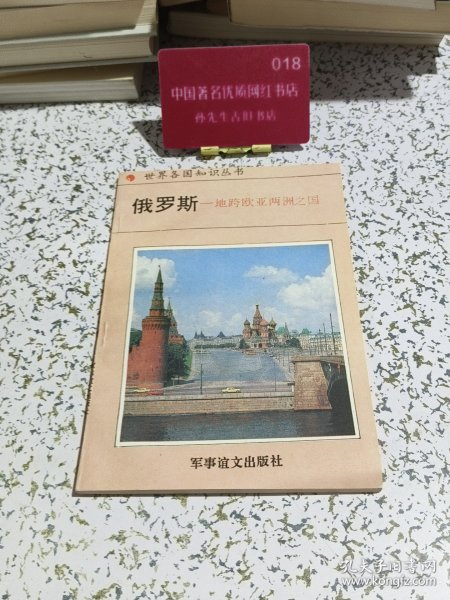 018
中国著名优质网红书店
孙先生古旧书店
世界各国知识丛书
俄罗斯—地跨欧亚两洲之国
军事谊文出版社
孔夫子旧书网
www.kongfz.com